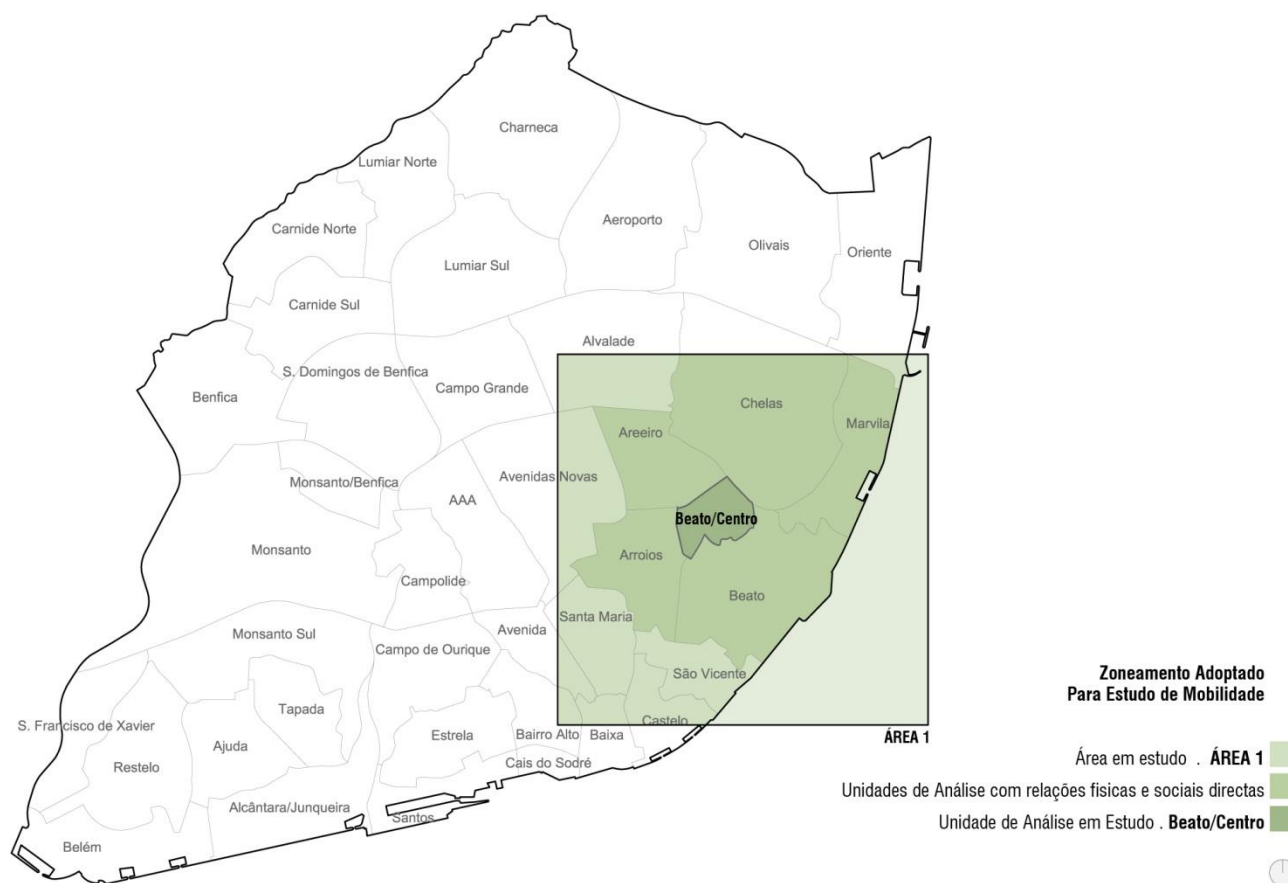 Charneca
Lumiar Norte
Aeroporto
Carnide Norte
Olivais
Oriente
Lumiar Sul
Carnide Sul
Alvalade
S. Domingos de Benfica
Campo Grande
Benfica
Chelas
Marvila
Areeiro
Avenidas Novas
Monsanto/Benfica
AAA
Beato/Centro
Monsanto
Arroios
Campolide
Beato
Santa Maria
Avenida
Monsanto Sul
Campo de Ourique
São Vicente
Tapada
Castelo
S. Francisco de Xavier
Estrela
Bairro Alto
Baixa
Ajuda
Restelo
Cais do Sodré
Alcântara/Junqueira
Santos
Belém
ÁREA 1
Zoneamento Adoptado
Para Estudo de Mobilidade
Área em estudo . ÁREA 1
Unidades de Análise com relações fisicas e sociais directas
Unidade de Análise em Estudo . Beato/Centro